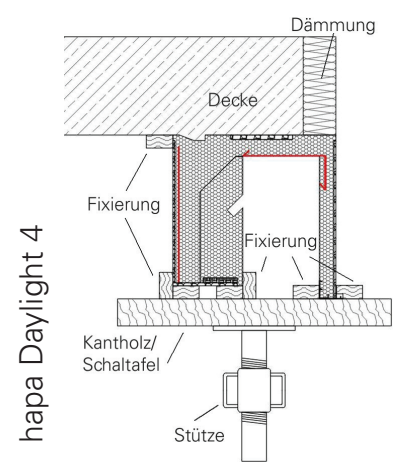 Dämmung
Decke
Fixierung
Fixierung
hapa Daylight 4
Kantholz/
Schaltafel
Stütze